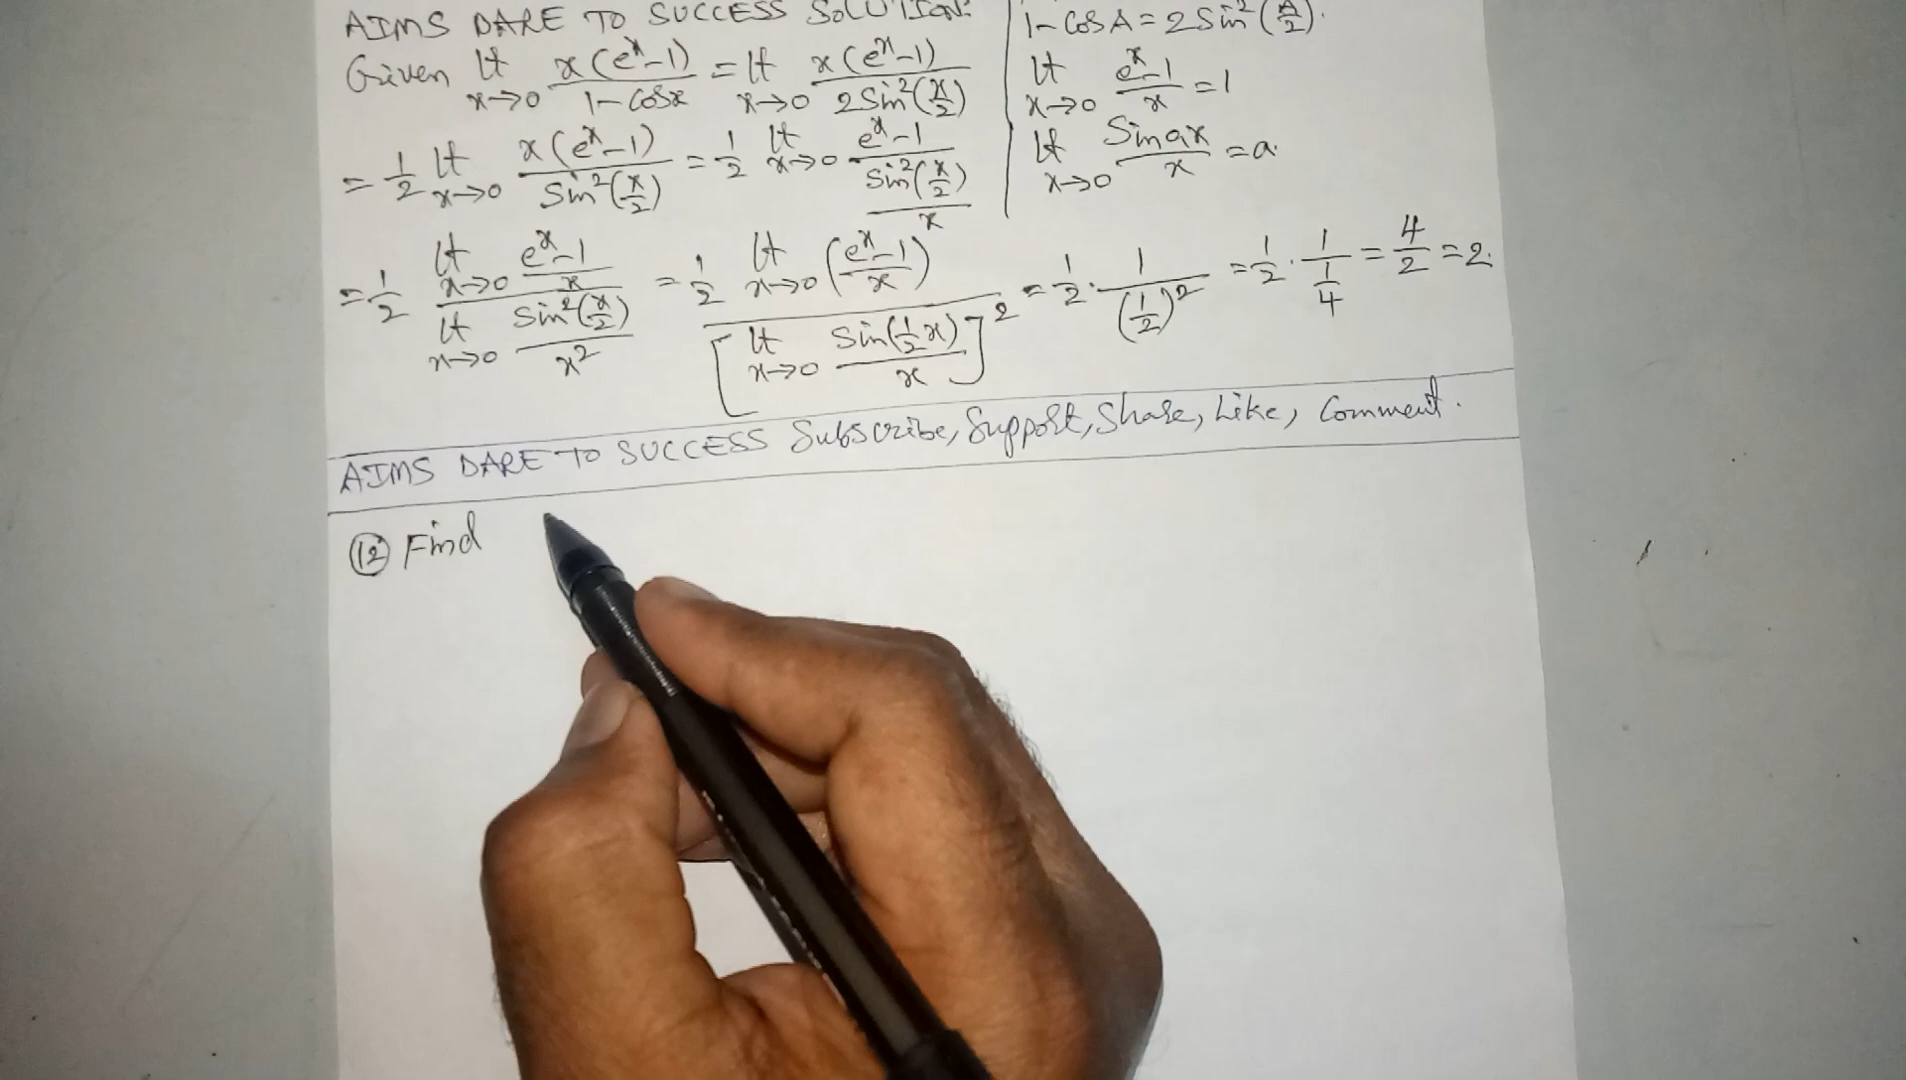 AIMS DARE TO SUCCESS SOLUTION:
Given lt x→0 x(e^x-1)/(1-cosx) = lt x→0 x(e^x-1)/(2sin²(x/2))
= 1/2 lt x→0 x(e^x-1)/(sin²(x/2)) = 1/2 lt x→0 (e^x-1)/(sin²(x/2)/x)
= 1/2 (lt x→0 (e^x-1)/x)/(lt x→0 sin²(x/2)/x²) = 1/2 (lt x→0 ((e^x-1)/x))/[lt x→0 sin(1/2 x)/x]² = 1/2 · 1/(1/2)² = 1/2 · 1/(1/4) = 4/2 = 2.
1-cosA = 2sin²(A/2).
lt x→0 (e^x-1)/x = 1
lt x→0 Sinax/x = a.
AIMS DARE TO SUCCESS Subscribe, Support, Share, Like, Comment.
(12) Find